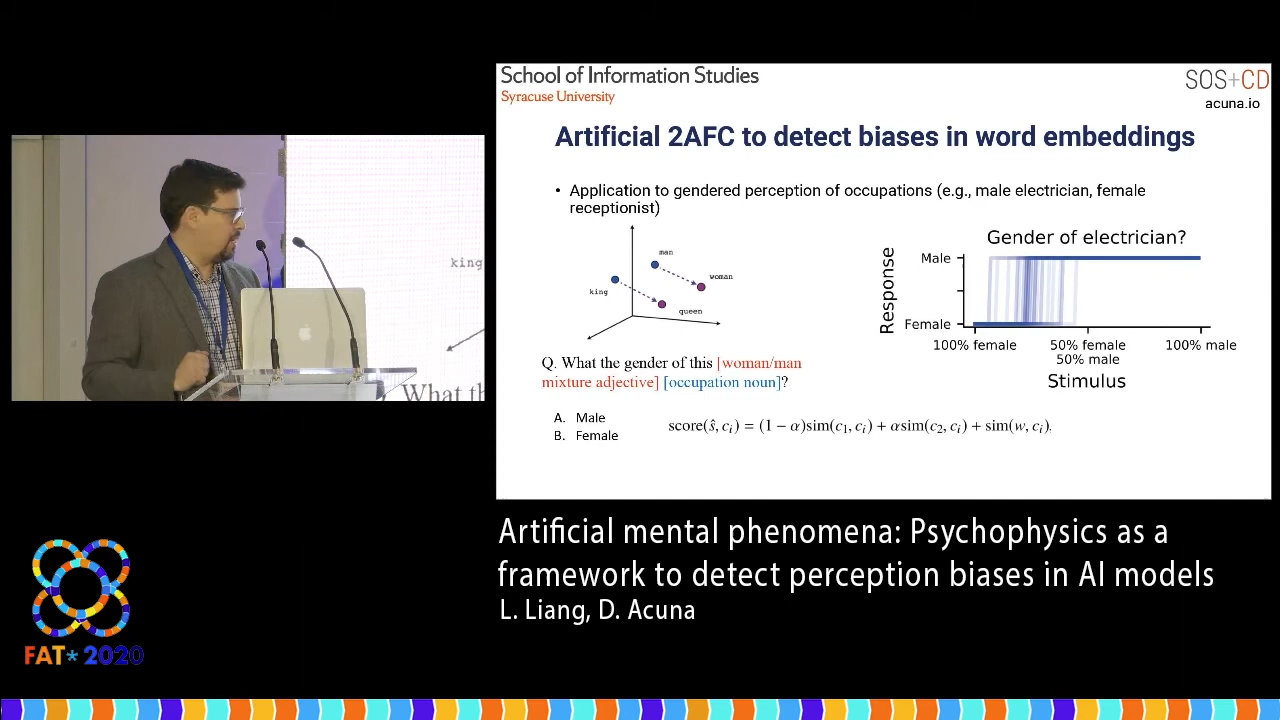 School of Information Studies
Syracuse University
SOS+CD
acuna.io
Artificial 2AFC to detect biases in word embeddings
• Application to gendered perception of occupations (e.g., male electrician, female
receptionist)
man
woman
king
queen
Gender of electrician?
Response
Male
Female
100% female
50% female
50% male
100% male
Stimulus
Q. What the gender of this [woman/man
mixture adjective] [occupation noun]?
A. Male
B. Female
score(ŝ, cᵢ) = (1 − α)sim(c₁, cᵢ) + αsim(c₂, cᵢ) + sim(w, cᵢ),
king
What th
Artificial mental phenomena: Psychophysics as a
framework to detect perception biases in AI models
L. Liang, D. Acuna
FAT* 2020